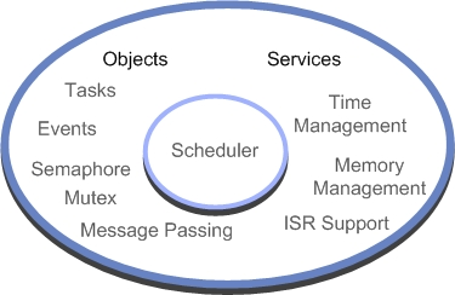 Objects
Services
Tasks
Events
Semaphore
Mutex
Message Passing
Scheduler
Time
Management
Memory
Management
ISR Support